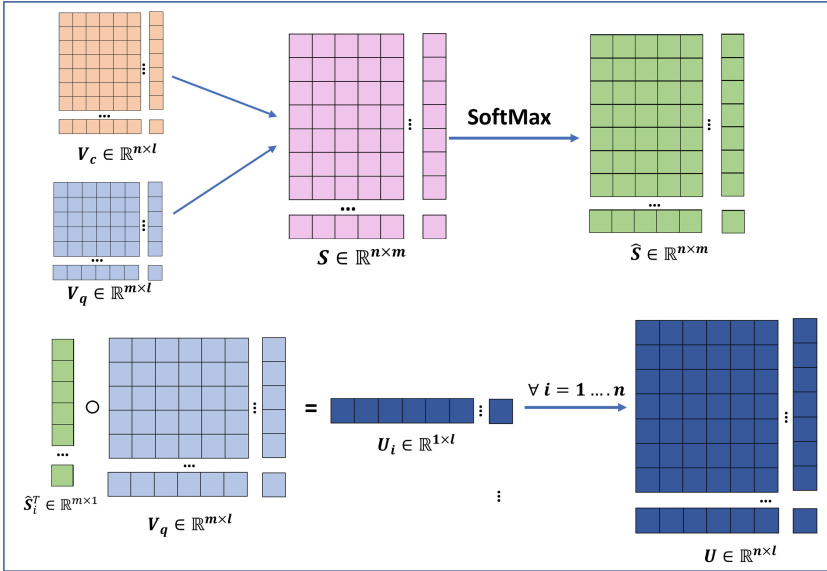 ...
V_c ∈ ℝ^{n×l}
...
V_q ∈ ℝ^{m×l}
...
S ∈ ℝ^{n×m}
SoftMax
...
Ŝ ∈ ℝ^{n×m}
...
Ŝ_i^T ∈ ℝ^{m×1}
○
...
V_q ∈ ℝ^{m×l}
=
U_i ∈ ℝ^{1×l}
∀ i = 1 .... n
...
U ∈ ℝ^{n×l}